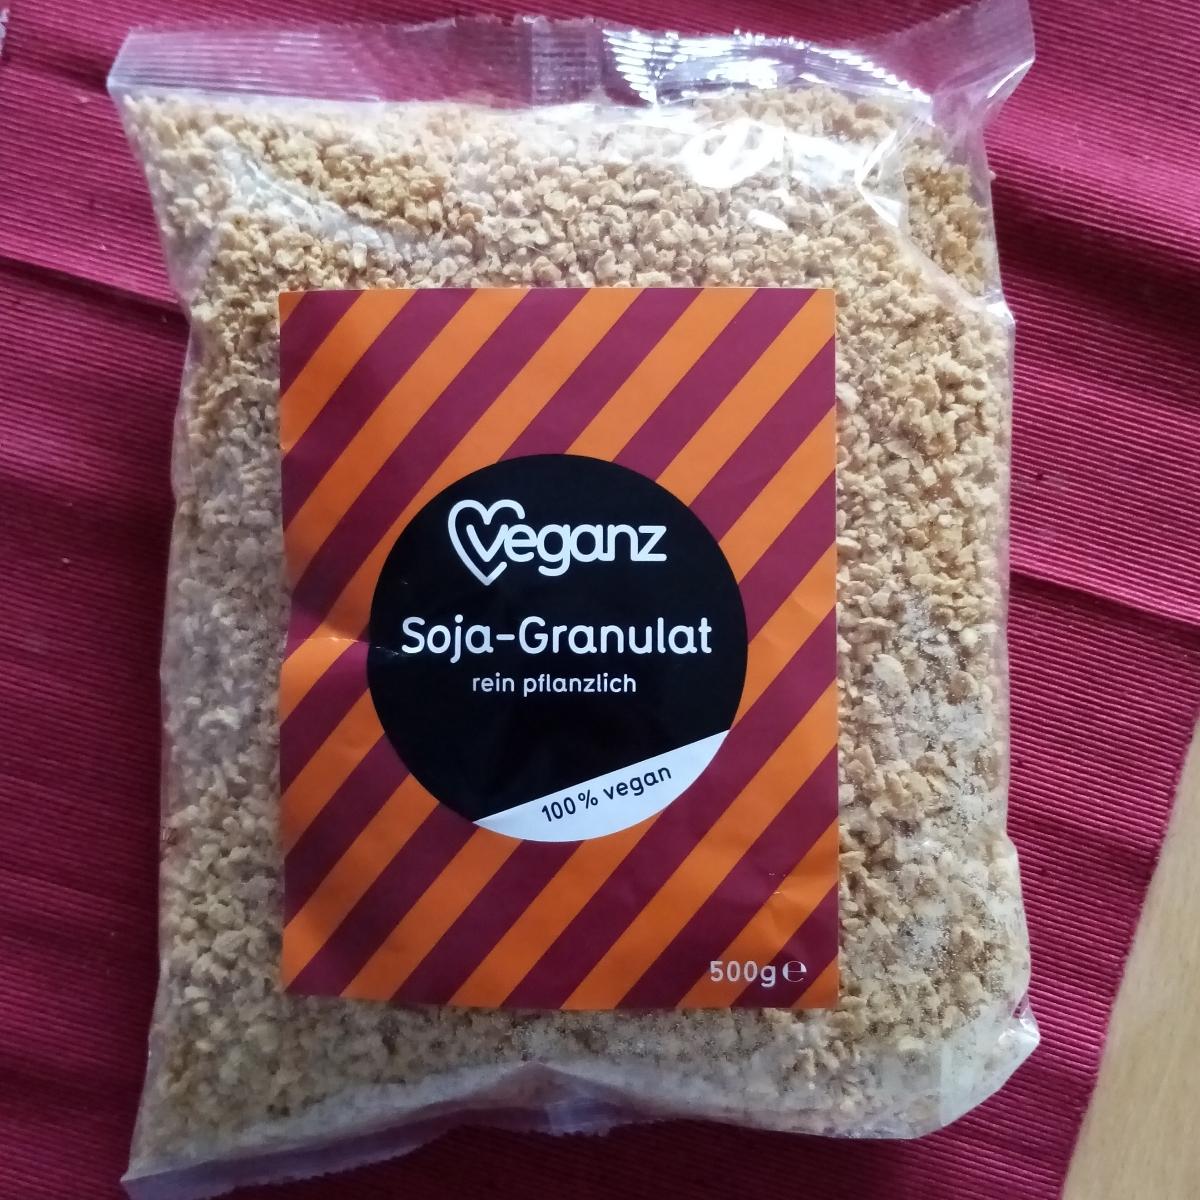 veganz
Soja-Granulat
rein pflanzlich
100% vegan
500g℮